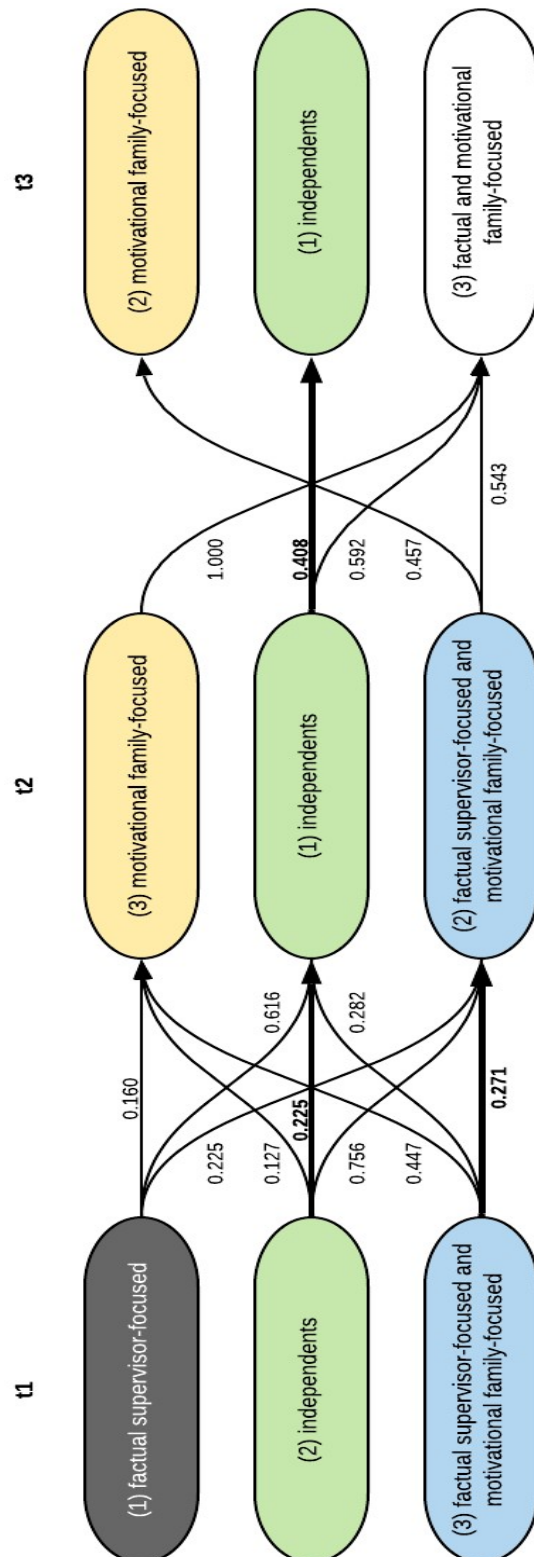 t1
t2
t3
(1) factual supervisor-focused
(2) independents
(3) factual supervisor-focused and
motivational family-focused
0.160
0.616
0.225
0.127
0.225
0.282
0.756
0.447
0.271
(3) motivational family-focused
(1) independents
(2) factual supervisor-focused and
motivational family-focused
1.000
0.408
0.592
0.457
0.543
(2) motivational family-focused
(1) independents
(3) factual and motivational
family-focused